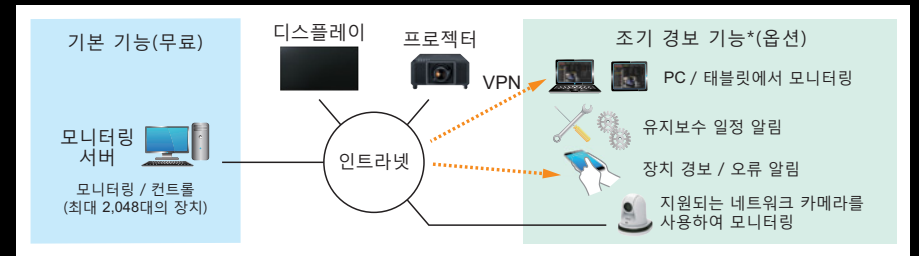 기본 기능(무료)
모니터링
서버
모니터링 / 컨트롤
(최대 2,048대의 장치)
디스플레이
프로젝터
VPN
인트라넷
조기 경보 기능*(옵션)
PC / 태블릿에서 모니터링
유지보수 일정 알림
장치 경보 / 오류 알림
지원되는 네트워크 카메라를
사용하여 모니터링